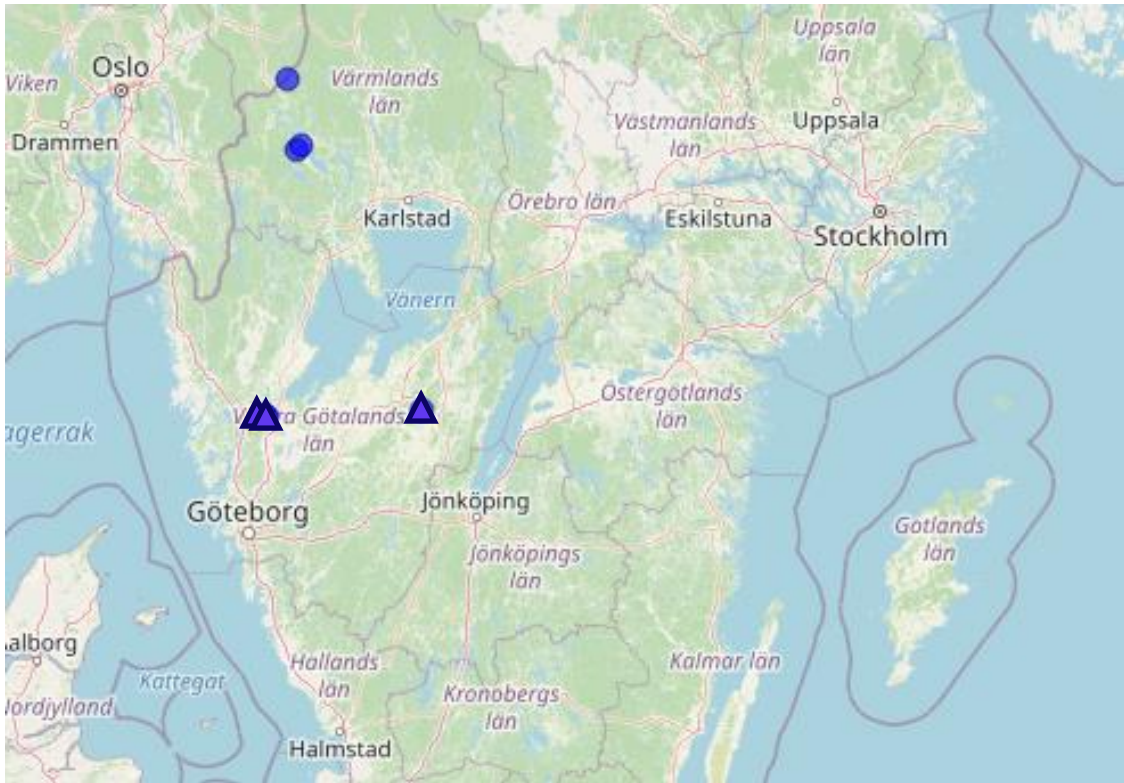 Uppsala
län
Oslo
Viken
Värmlands
län
Drammen
Västmanlands
län
Uppsala
Örebro län
Karlstad
Eskilstuna
Stockholm
Vänern
Östergötlands
län
Götalands
län
agerrak
Göteborg
Jönköping
Jönköpings
län
Gotlands
län
alborg
Kattegat
Nordjylland
Hallands
län
Kalmar län
Kronobergs
län
Halmstad